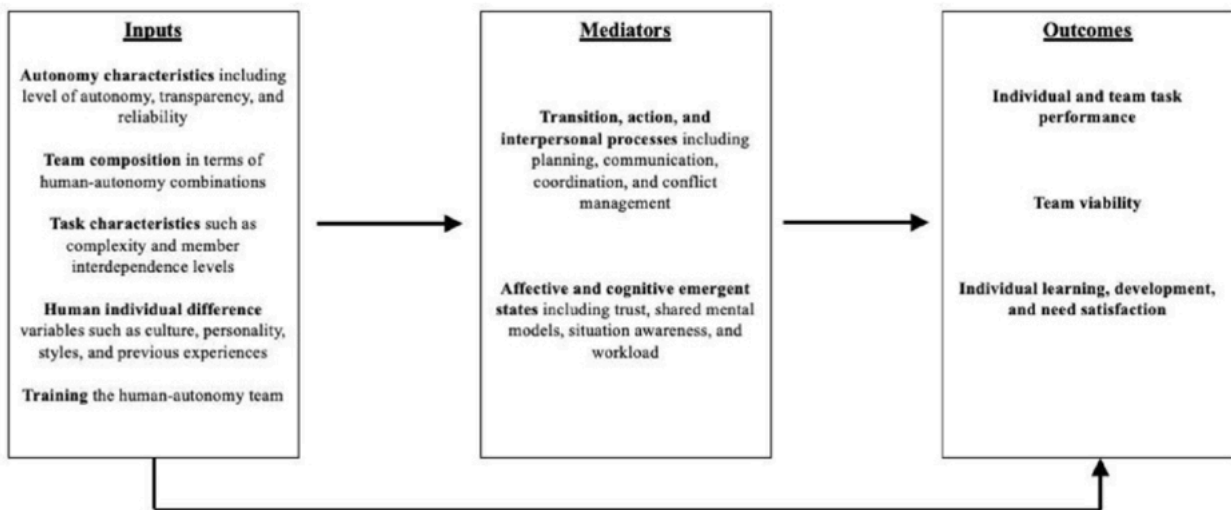 Inputs
Autonomy characteristics including
level of autonomy, transparency, and
reliability
Team composition in terms of
human-autonomy combinations
Task characteristics such as
complexity and member
interdependence levels
Human individual difference
variables such as culture, personality,
styles, and previous experiences
Training the human-autonomy team
Mediators
Transition, action, and
interpersonal processes including
planning, communication,
coordination, and conflict
management
Affective and cognitive emergent
states including trust, shared mental
models, situation awareness, and
workload
Outcomes
Individual and team task
performance
Team viability
Individual learning, development,
and need satisfaction